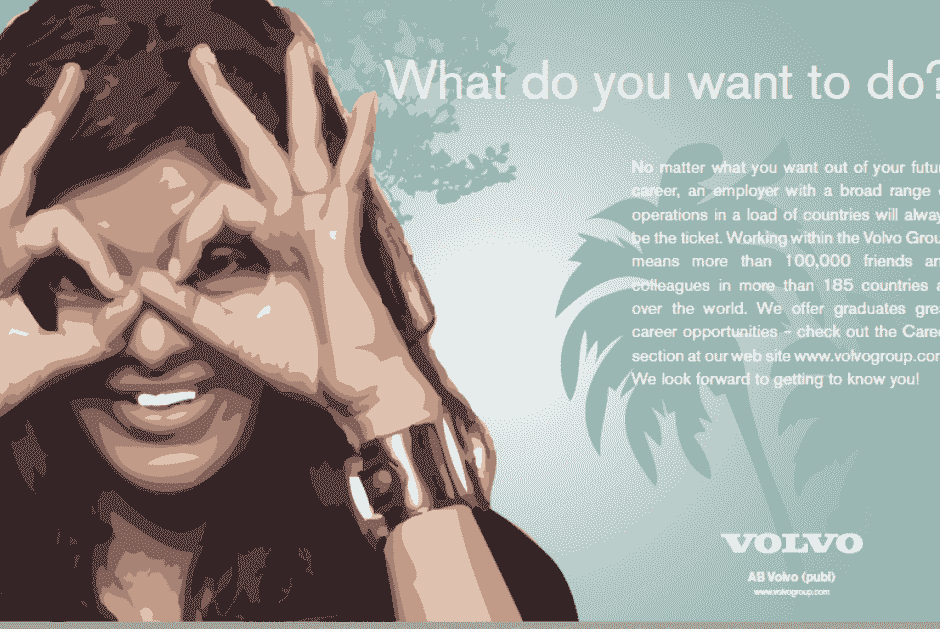 What do you want to do?
No matter what you want out of your futur
career, an employer with a broad range
operations in a load of countries will alway
be the ticket. Working within the Volvo Grou
means more than 100,000 friends an
colleagues in more than 185 countries a
over the world. We offer graduates grea
career opportunities – check out the Caree
section at our web site www.volvogroup.com
We look forward to getting to know you!
VOLVO
AB Volvo (publ)
www.volvogroup.com